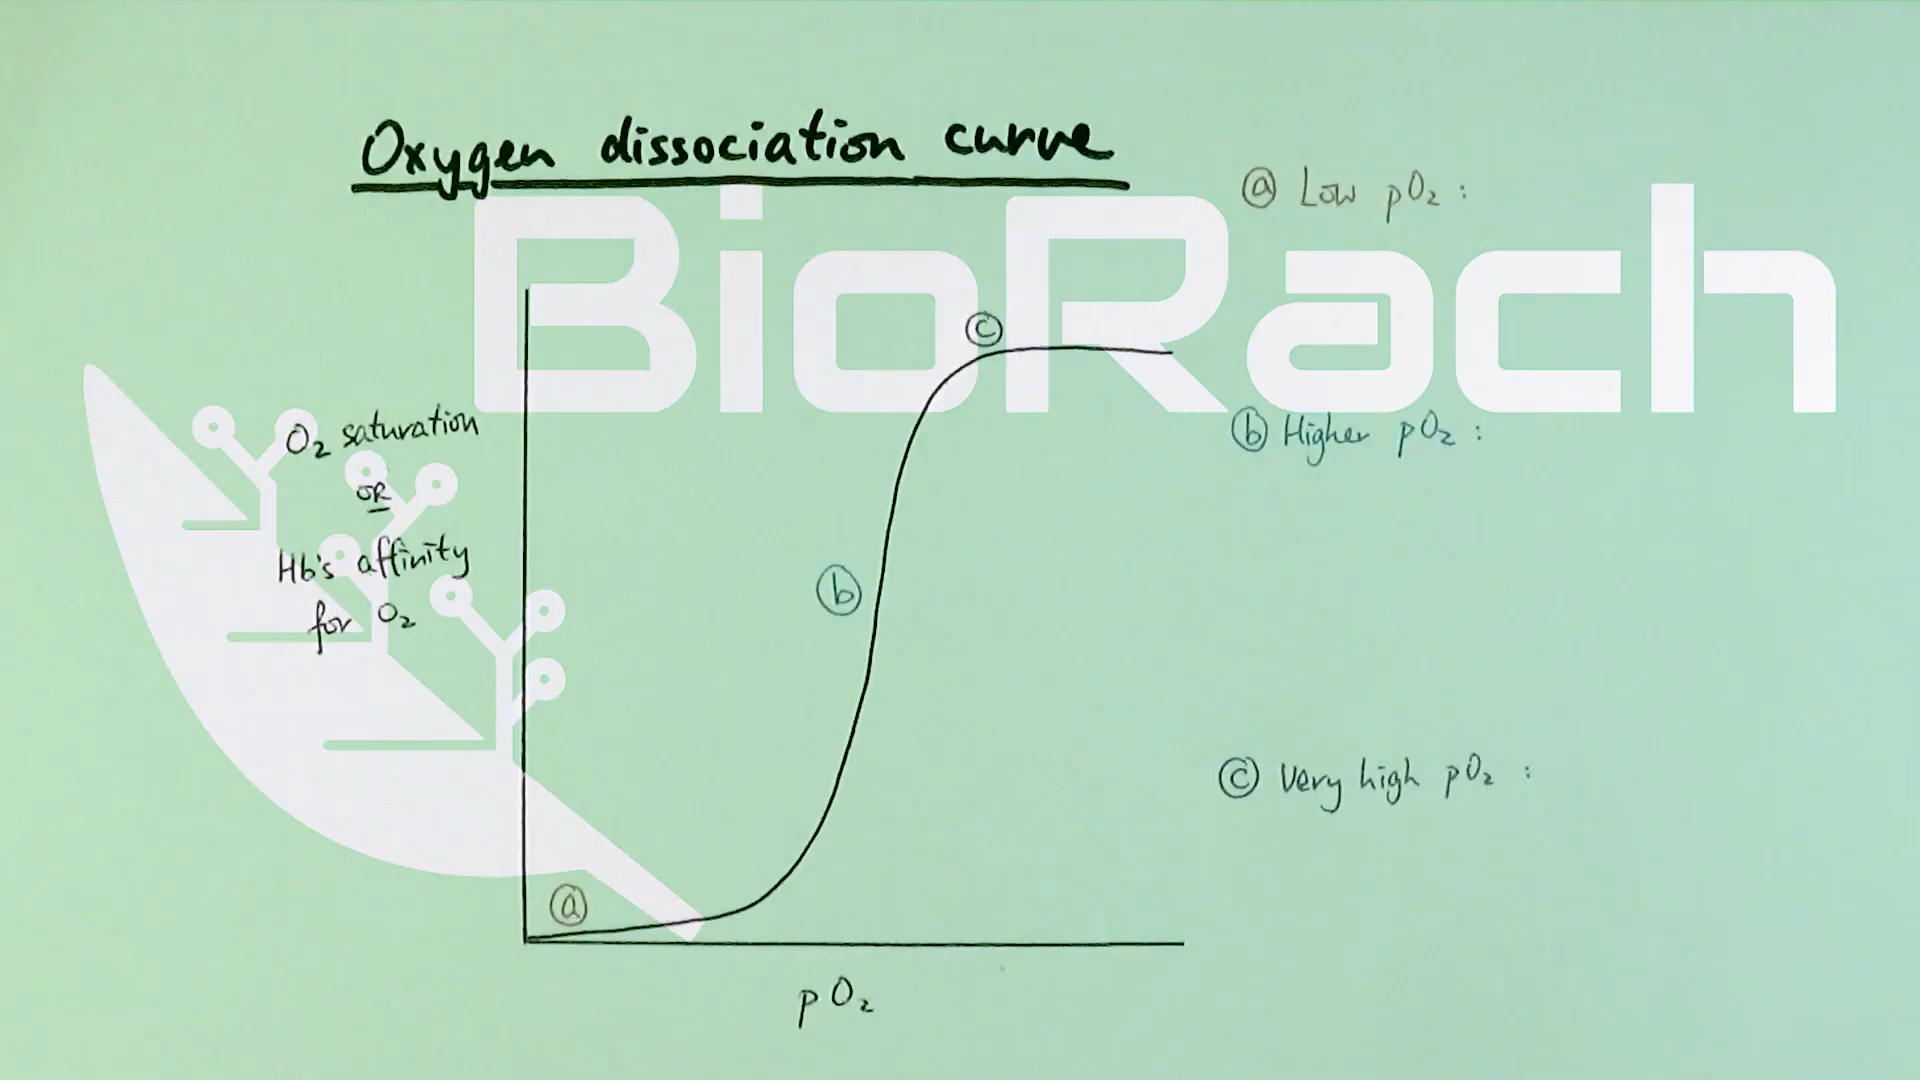 Oxygen dissociation curve
BioRach
ⓐ Low pO₂ :
ⓒ
O₂ saturation
OR
Hb's affinity
for O₂
ⓑ Higher pO₂ :
ⓑ
ⓒ Very high pO₂ :
ⓐ
pO₂